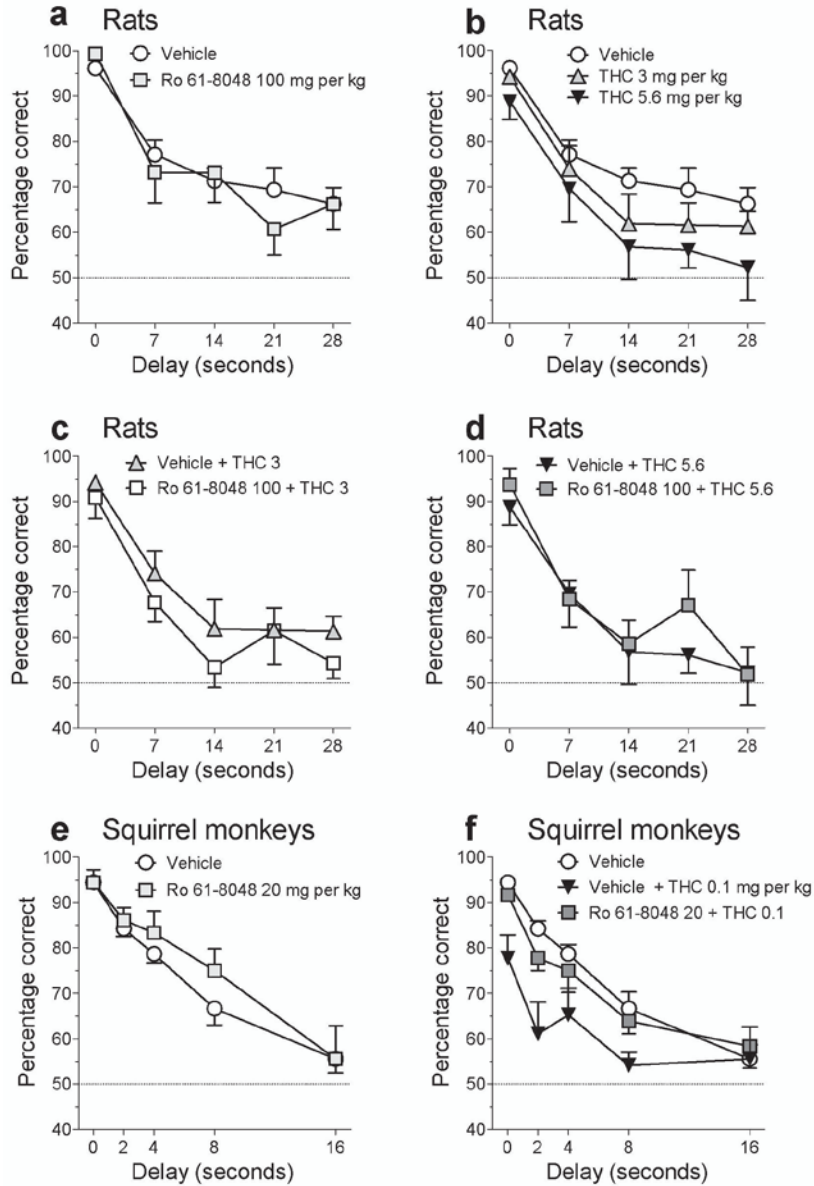 a Rats
Vehicle
Ro 61-8048 100 mg per kg
100
90
80
70
60
50
40
Percentage correct
0 7 14 21 28
Delay (seconds)
b Rats
Vehicle
THC 3 mg per kg
THC 5.6 mg per kg
100
90
80
70
60
50
40
Percentage correct
0 7 14 21 28
Delay (seconds)
c Rats
Vehicle + THC 3
Ro 61-8048 100 + THC 3
100
90
80
70
60
50
40
Percentage correct
0 7 14 21 28
Delay (seconds)
d Rats
Vehicle + THC 5.6
Ro 61-8048 100 + THC 5.6
100
90
80
70
60
50
40
Percentage correct
0 7 14 21 28
Delay (seconds)
e Squirrel monkeys
Vehicle
Ro 61-8048 20 mg per kg
100
90
80
70
60
50
40
Percentage correct
0 2 4 8 16
Delay (seconds)
f Squirrel monkeys
Vehicle
Vehicle + THC 0.1 mg per kg
Ro 61-8048 20 + THC 0.1
100
90
80
70
60
50
40
Percentage correct
0 2 4 8 16
Delay (seconds)